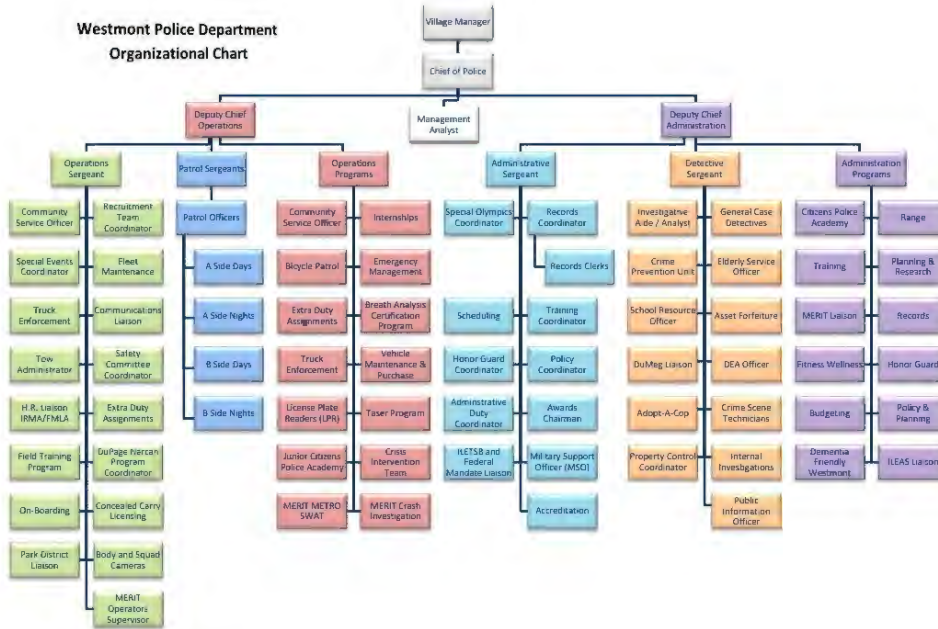 Westmont Police Department
Organizational Chart
Village Manager
Chief of Police
Management
Analyst
Deputy Chief
Operations
Deputy Chief
Administration
Operations
Sergeant
Patrol Sergeants
Operations
Programs
Administrative
Sergeant
Detective
Sergeant
Administration
Programs
Community
Service Officer
Recruitment
Team
Coordinator
Special Events
Coordinator
Fleet
Maintenance
Truck
Enforcement
Communications
Liaison
Tow
Administrator
Safety
Committee
Coordinator
H.R. Liaison
IRMA/FMLA
Extra Duty
Assignments
Field Training
Program
DuPage Narcan
Program
Coordinator
On-Boarding
Concealed Carry
Licensing
Park District
Liaison
Body and Squad
Cameras
MERIT
Operators
Supervisor
Patrol Officers
A Side Days
A Side Nights
B Side Days
B Side Nights
Community
Service Officer
Internships
Bicycle Patrol
Emergency
Management
Extra Duty
Assignments
Breath Analysis
Certification
Program
Truck
Enforcement
Vehicle
Maintenance
& Purchase
License Plate
Readers (LPR)
Taser Program
Junior Citizens
Police Academy
Crisis
Intervention
Team
MERIT METRO
SWAT
MERIT Crash
Investigation
Special Olympics
Coordinator
Records
Coordinator
Records Clerks
Scheduling
Training
Coordinator
Honor Guard
Coordinator
Policy
Coordinator
Adminstrative
Duty
Coordinator
Awards
Chairman
ILETSB and
Federal
Mandate Liaison
Military Support
Officer (MSO)
Accreditation
Investigative
Aide / Analyst
General Case
Detectives
Crime
Prevention Unit
Elderly Service
Officer
School Resource
Officer
Asset Forfeiture
DuMeg Liaison
DEA Officer
Adopt-A-Cop
Crime Scene
Technicians
Property Control
Coordinator
Internal
Investigations
Public
Information
Officer
Citizens Police
Academy
Range
Training
Planning &
Research
MERIT Liaison
Records
Fitness Wellness
Honor Guard
Budgeting
Policy &
Planning
Dementia
Friendly
Westmont
ILEAS Liaison